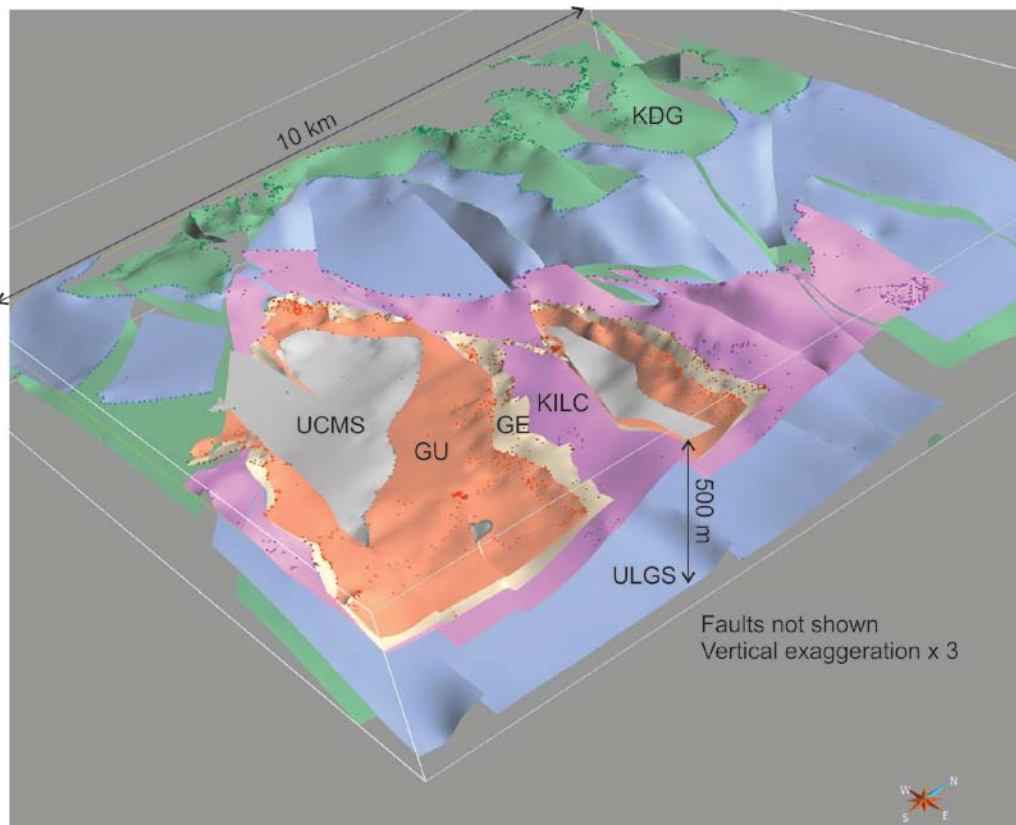 10 km
KDG
UCMS
GU
GE
KILC
500 m
ULGS
Faults not shown
Vertical exaggeration x 3
W
N
S
E